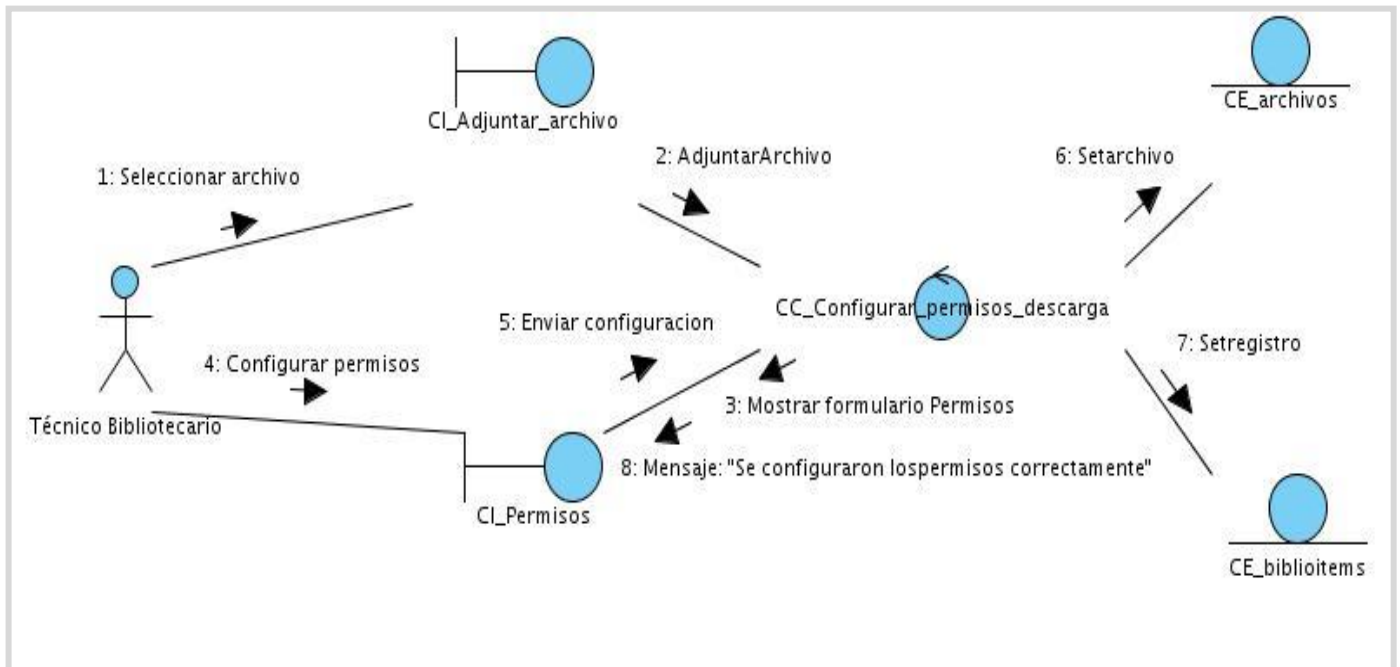 CI_Adjuntar_archivo
CE_archivos
1: Seleccionar archivo
2: AdjuntarArchivo
6: Setarchivo
CC_Configurar_permisos_descarga
5: Enviar configuracion
7: Setregistro
4: Configurar permisos
3: Mostrar formulario Permisos
Técnico Bibliotecario
8: Mensaje: "Se configuraron lospermisos correctamente"
CI_Permisos
CE_biblioitems